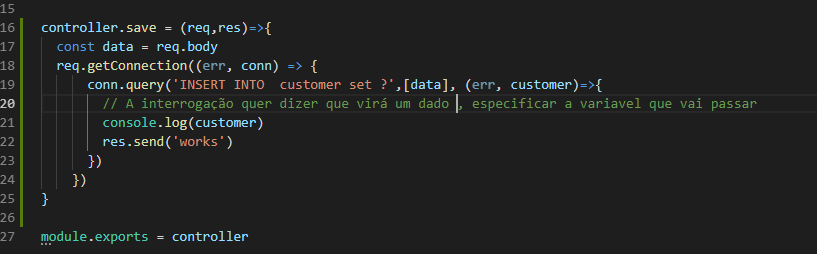 15
16 controller.save = (req,res)=>{
17 const data = req.body
18 req.getConnection((err, conn) => {
19 conn.query('INSERT INTO  customer set ?',[data], (err, customer)=>{
20 // A interrogação quer dizer que virá um dado , especificar a variavel que vai passar
21 console.log(customer)
22 res.send('works')
23 })
24 })
25 }
26
27 module.exports = controller